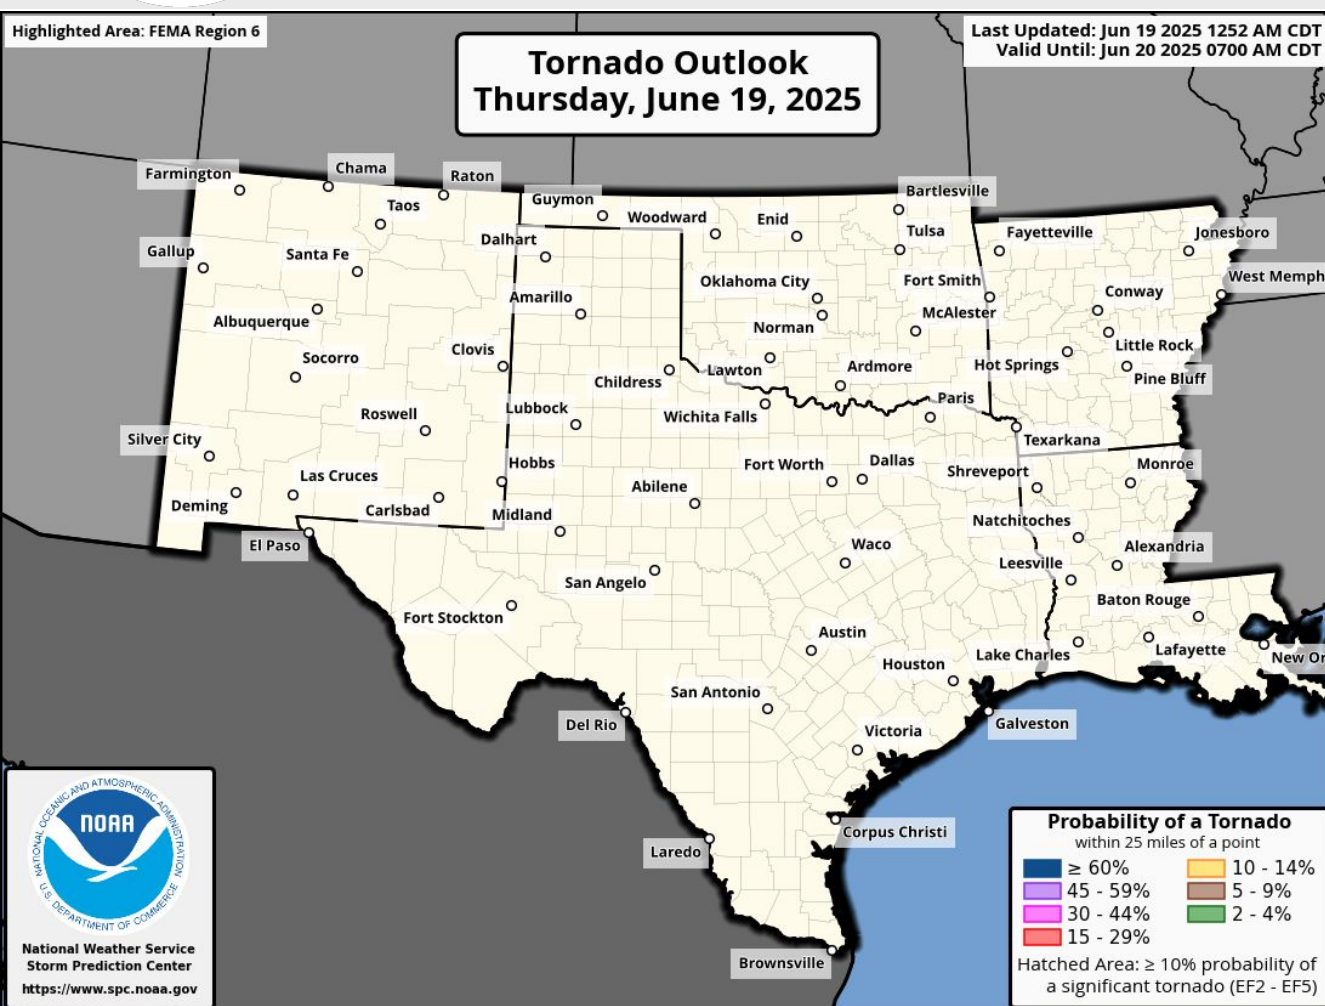 Highlighted Area: FEMA Region 6
Last Updated: Jun 19 2025 1252 AM CDT
Valid Until: Jun 20 2025 0700 AM CDT
Tornado Outlook
Thursday, June 19, 2025
Farmington
Chama
Raton
Taos
Guymon
Woodward
Enid
Bartlesville
Tulsa
Fayetteville
Jonesboro
Gallup
Santa Fe
Dalhart
Oklahoma City
Fort Smith
West Memph
Amarillo
Conway
Albuquerque
Norman
McAlester
Little Rock
Socorro
Clovis
Childress
Lawton
Ardmore
Hot Springs
Pine Bluff
Roswell
Lubbock
Wichita Falls
Paris
Texarkana
Silver City
Las Cruces
Hobbs
Abilene
Fort Worth
Dallas
Shreveport
Monroe
Deming
Carlsbad
Midland
Natchitoches
El Paso
San Angelo
Waco
Leesville
Alexandria
Fort Stockton
Baton Rouge
Austin
Houston
Lake Charles
Lafayette
New Or
San Antonio
Del Rio
Victoria
Galveston
Laredo
Corpus Christi
Brownsville
NATIONAL OCEANIC AND ATMOSPHERIC ADMINISTRATION
NOAA
U.S. DEPARTMENT OF COMMERCE
National Weather Service
Storm Prediction Center
https://www.spc.noaa.gov
Probability of a Tornado
within 25 miles of a point
≥ 60%
10 - 14%
45 - 59%
5 - 9%
30 - 44%
2 - 4%
15 - 29%
Hatched Area: ≥ 10% probability of
a significant tornado (EF2 - EF5)